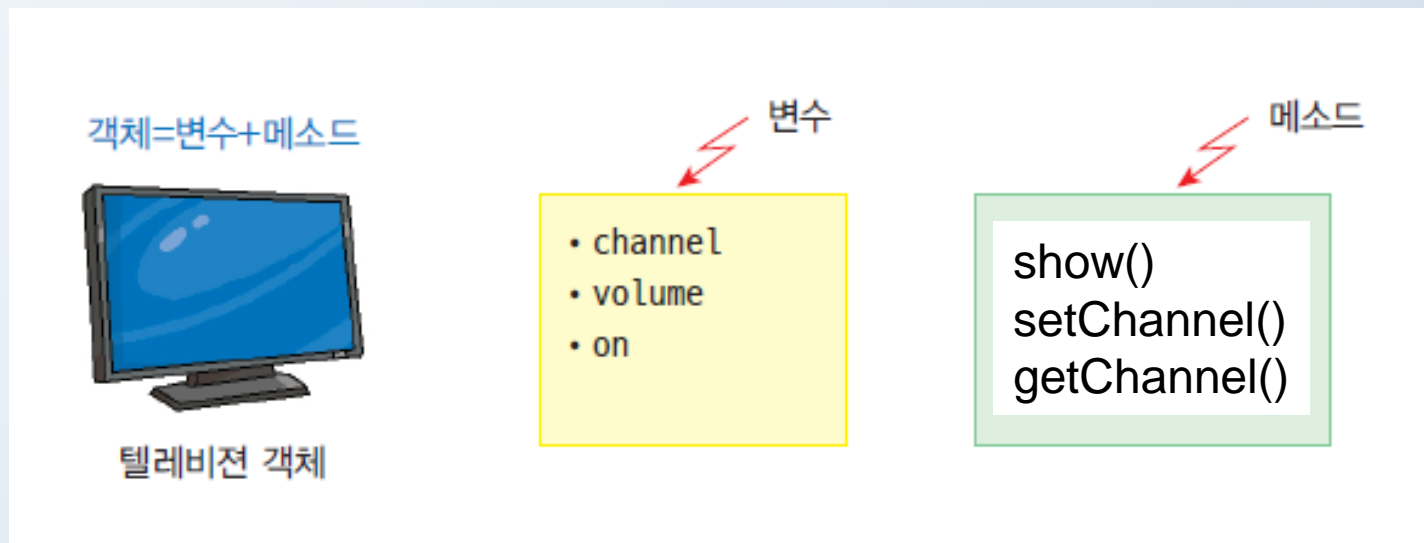 객체=변수+메소드
텔레비젼 객체
변수
• channel
• volume
• on
메소드
show()
setChannel()
getChannel()